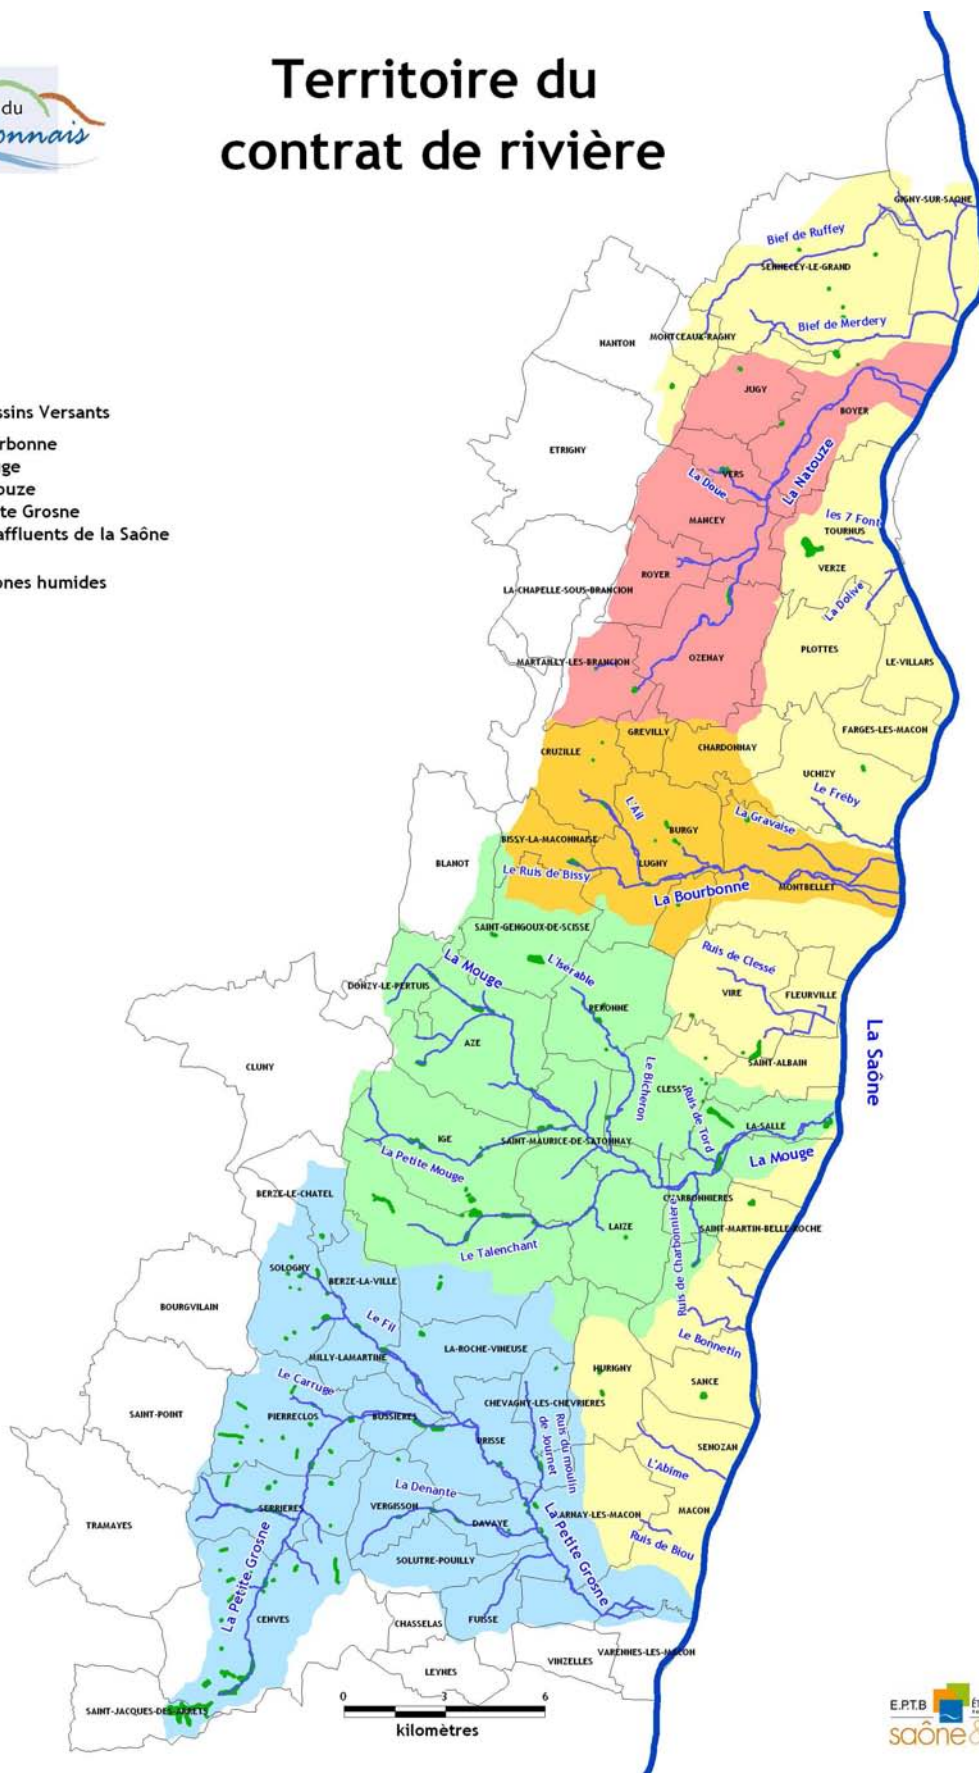 Territoire du
contrat de rivière
du
onnais
ssins Versants
rbonne
ge
ouze
te Grosne
affluents de la Saône
ones humides
GIGNY-SUR-SAONE
Bief de Ruffey
SENNECEY-LE-GRAND
Bief de Merdery
MONTCEAUX-RAGNY
NANTON
JUGY
BOYER
ETRIGNY
La Natouze
VERS
La Doue
MANCEY
les 7 Font
TOURNUS
VERZE
ROYER
LA-CHAPELLE-SOUS-BRANCION
La Dolive
PLOTTES
OZENAY
MARTAILLY-LES-BRANCION
LE-VILLARS
GREVILLY
FARGES-LES-MACON
CRUZILLE
CHARDONNAY
UCHIZY
Le Fréby
L'Ail
La Gravaise
BURGY
BISSY-LA-MACONNAISE
BLANOT
LUGNY
Le Ruis de Bissy
La Bourbonne
MONTBELLET
SAINT-GENGOUX-DE-SCISSE
Ruis de Clessé
La Mouge
L'Isérable
DONZY-LE-PERTUIS
VIRE
FLEURVILLE
PERONNE
La Saône
AZE
CLUNY
SAINT-ALBAIN
Le Bicheron
CLESSE
Ruis de Tord
LA-SALLE
IGE
SAINT-MAURICE-DE-SATONNAY
La Petite Mouge
La Mouge
BERZE-LE-CHATEL
CHARBONNIERES
LAIZE
SAINT-MARTIN-BELLE-ROCHE
Le Talenchant
Ruis de Charbonnière
SOLOGNY
BERZE-LA-VILLE
BOURGVILAIN
Le Fil
Le Bonnetin
LA-ROCHE-VINEUSE
MILLY-LAMARTINE
HURIGNY
Le Carruge
SANCE
CHEVAGNY-LES-CHEVRIERES
SAINT-POINT
PIERRECLOS
BUSSIERES
PRISSE
Ruis du moulin
de Journet
SENOZAN
L'Abîme
La Denante
SERRIERES
VERGISSON
MACON
CHARNAY-LES-MACON
TRAMAYES
DAVAYE
La Petite Grosne
Ruis de Biou
SOLUTRE-POUILLY
La Petite Grosne
CENVES
CHASSELAS
FUISSE
VARENNES-LES-MACON
VINZELLES
LEYNES
SAINT-JACQUES-DES-ARRETS
0 3 6
kilomètres
E.P.T.B
saône &